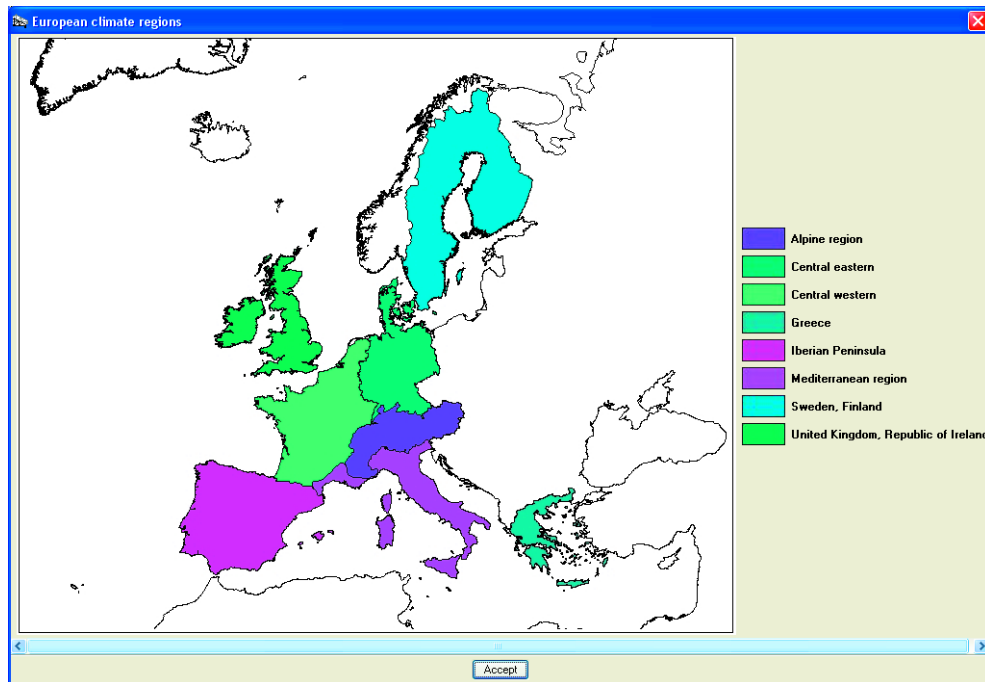 European climate regions
Alpine region
Central eastern
Central western
Greece
Iberian Peninsula
Mediterranean region
Sweden, Finland
United Kingdom, Republic of Ireland
Accept